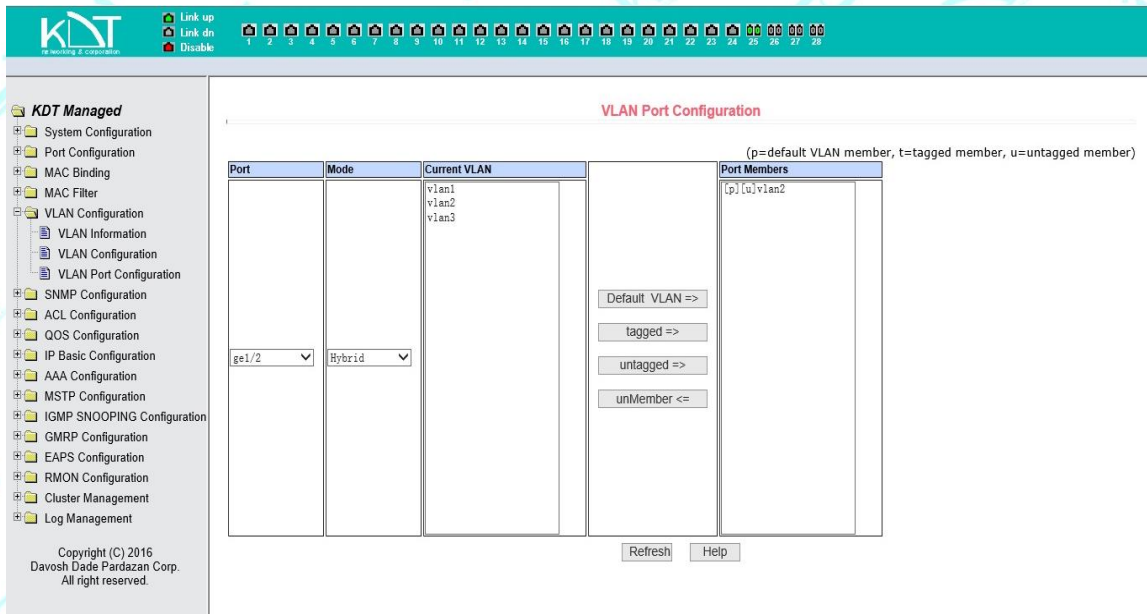 KDT
Link up
Link dn
Disable
1 2 3 4 5 6 7 8 9 10 11 12 13 14 15 16 17 18 19 20 21 22 23 24 25 26 27 28
KDT Managed
System Configuration
Port Configuration
MAC Binding
MAC Filter
VLAN Configuration
VLAN Information
VLAN Configuration
VLAN Port Configuration
SNMP Configuration
ACL Configuration
QOS Configuration
IP Basic Configuration
AAA Configuration
MSTP Configuration
IGMP SNOOPING Configuration
GMRP Configuration
EAPS Configuration
RMON Configuration
Cluster Management
Log Management
Copyright (C) 2016
Davosh Dade Pardazan Corp.
All right reserved.
VLAN Port Configuration
(p=default VLAN member, t=tagged member, u=untagged member)
Port Mode Current VLAN Port Members
ge1/2
Hybrid
vlan1
vlan2
vlan3
Default VLAN =>
tagged =>
untagged =>
unMember <=
[p][u]vlan2
Refresh Help